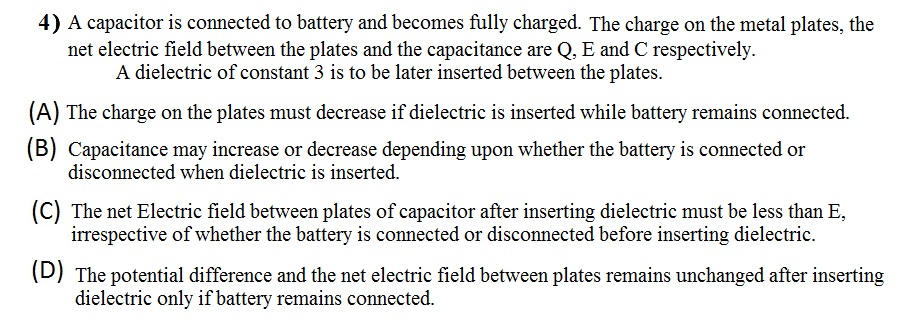 4) A capacitor is connected to battery and becomes fully charged. The charge on the metal plates, the
net electric field between the plates and the capacitance are Q, E and C respectively.
A dielectric of constant 3 is to be later inserted between the plates.
(A) The charge on the plates must decrease if dielectric is inserted while battery remains connected.
(B) Capacitance may increase or decrease depending upon whether the battery is connected or
disconnected when dielectric is inserted.
(C) The net Electric field between plates of capacitor after inserting dielectric must be less than E,
irrespective of whether the battery is connected or disconnected before inserting dielectric.
(D) The potential difference and the net electric field between plates remains unchanged after inserting
dielectric only if battery remains connected.